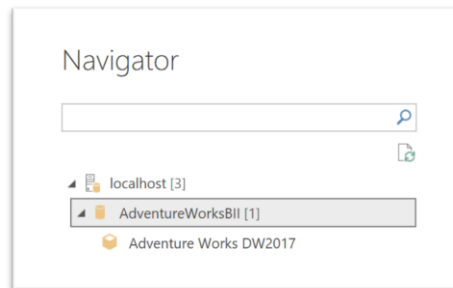 Navigator
localhost [3]
AdventureWorksBII [1]
Adventure Works DW2017